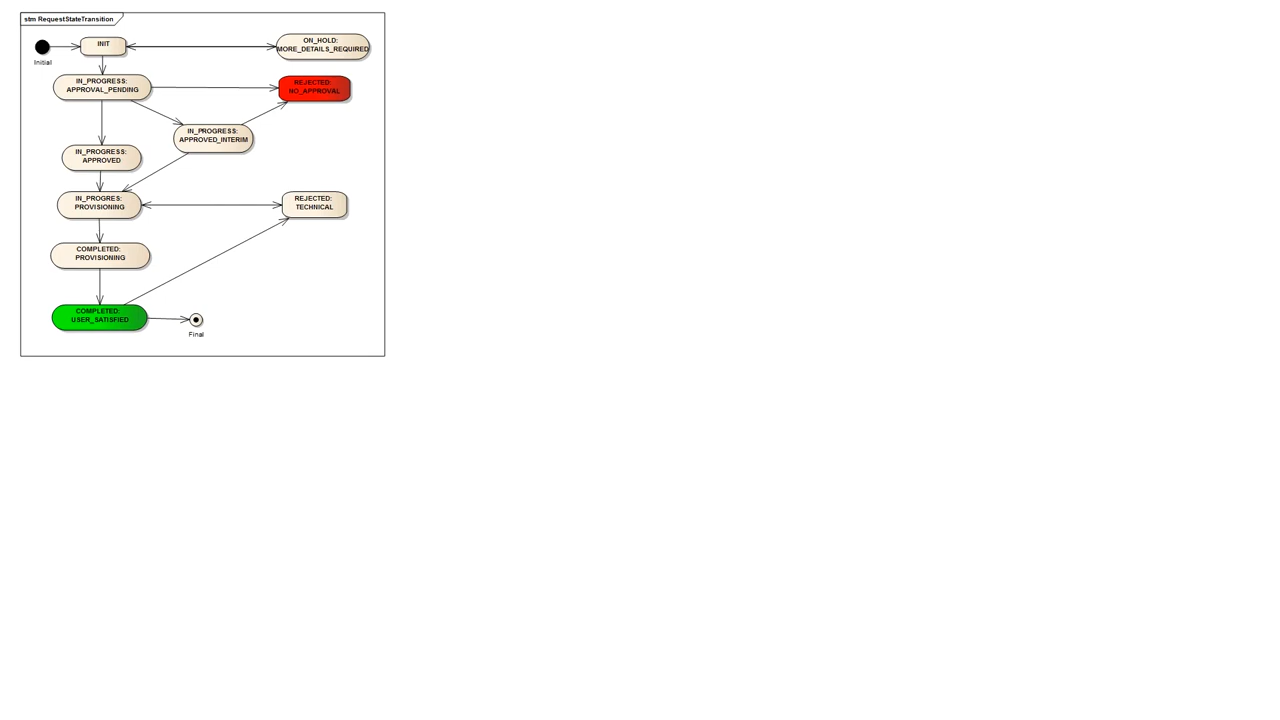 stm RequestStateTransition
INIT
ON_HOLD:
MORE_DETAILS_REQUIRED
Initial
IN_PROGRESS:
APPROVAL_PENDING
REJECTED:
NO_APPROVAL
IN_PROGRESS:
APPROVED_INTERIM
IN_PROGRESS:
APPROVED
IN_PROGRES:
PROVISIONING
REJECTED:
TECHNICAL
COMPLETED:
PROVISIONING
COMPLETED:
USER_SATISFIED
Final